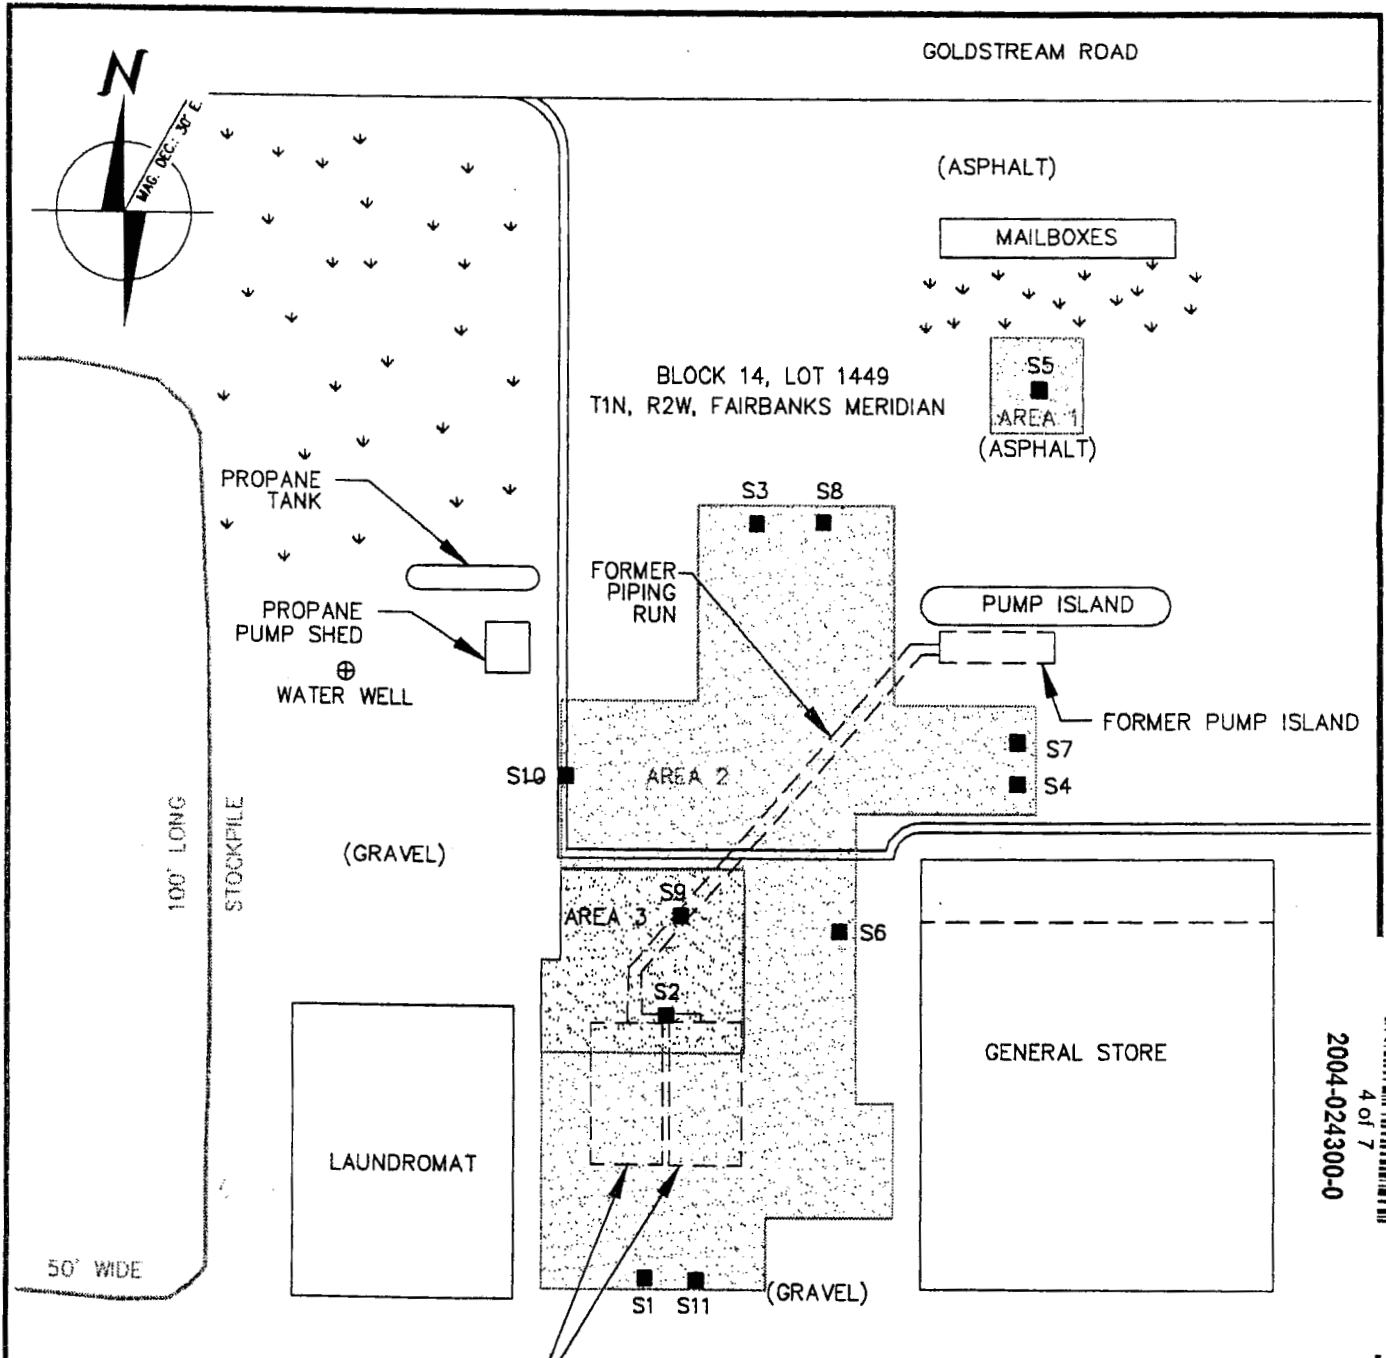 GOLDSTREAM ROAD
N
MAG. DEC.: 30° E.
(ASPHALT)
MAILBOXES
S5
AREA 1
(ASPHALT)
BLOCK 14, LOT 1449
T1N, R2W, FAIRBANKS MERIDIAN
PROPANE
TANK
S3
S8
FORMER
PIPING
RUN
PUMP ISLAND
PROPANE
PUMP SHED
WATER WELL
FORMER PUMP ISLAND
S7
S4
S10
AREA 2
100' LONG
STOCKPILE
(GRAVEL)
S9
AREA 3
S6
S2
GENERAL STORE
LAUNDROMAT
50' WIDE
S1
S11
(GRAVEL)
4 of 7
2004-024300-0